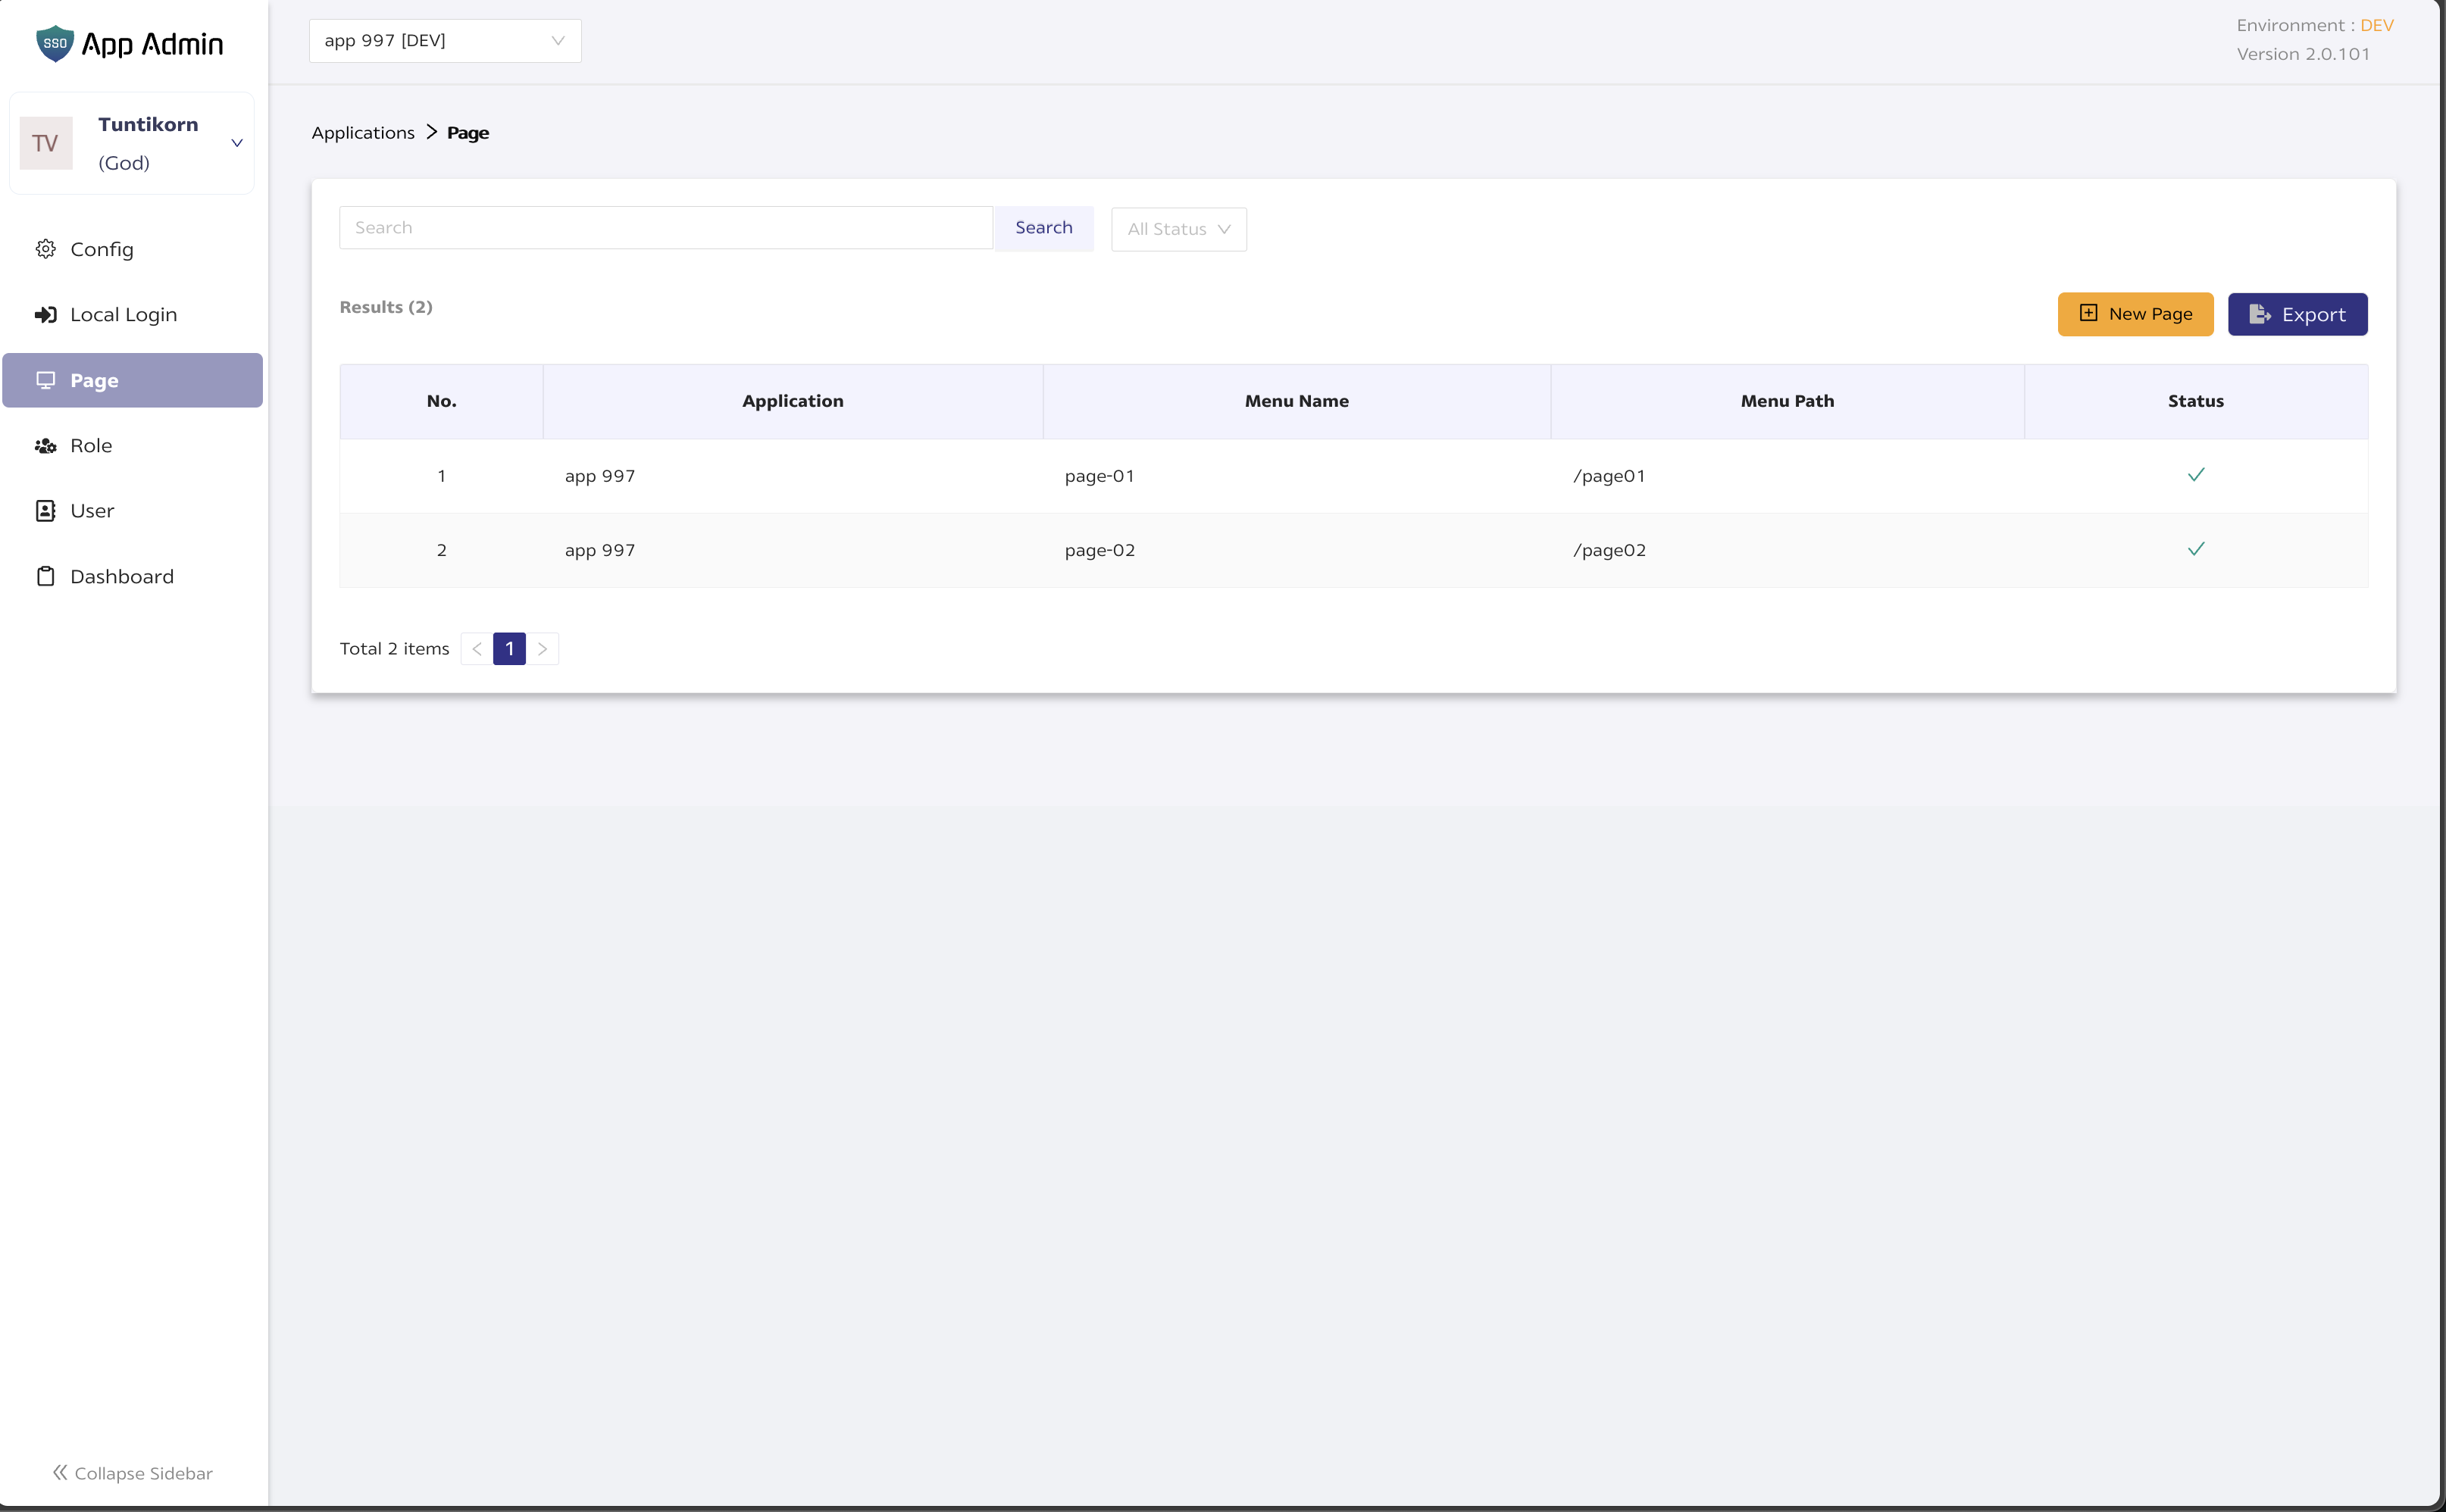 SSO App Admin
app 997 [DEV]
Environment : DEV
Version 2.0.101
TV
Tuntikorn
(God)
Config
Local Login
Page
Role
User
Dashboard
Collapse Sidebar
Applications > Page
Search
Search
All Status
Results (2)
New Page
Export
No. Application Menu Name Menu Path Status
1 app 997 page-01 /page01
2 app 997 page-02 /page02
Total 2 items < 1 >